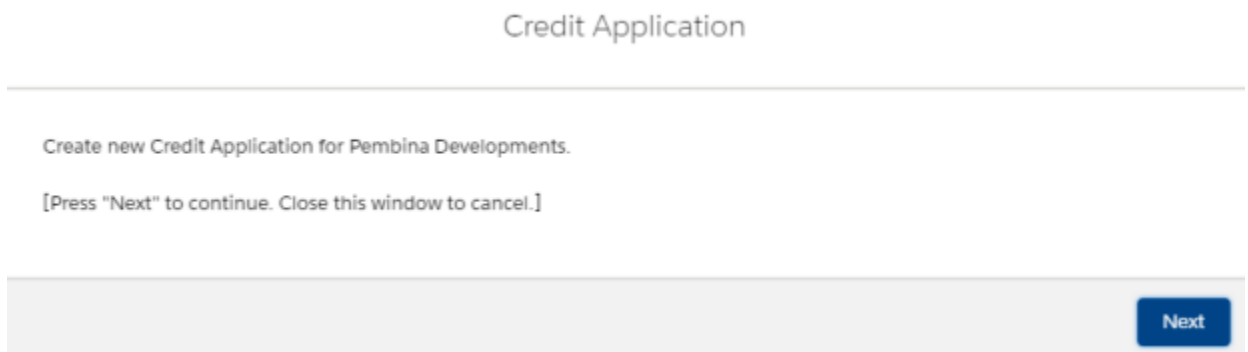 Credit Application
Create new Credit Application for Pembina Developments.
[Press "Next" to continue. Close this window to cancel.]
Next